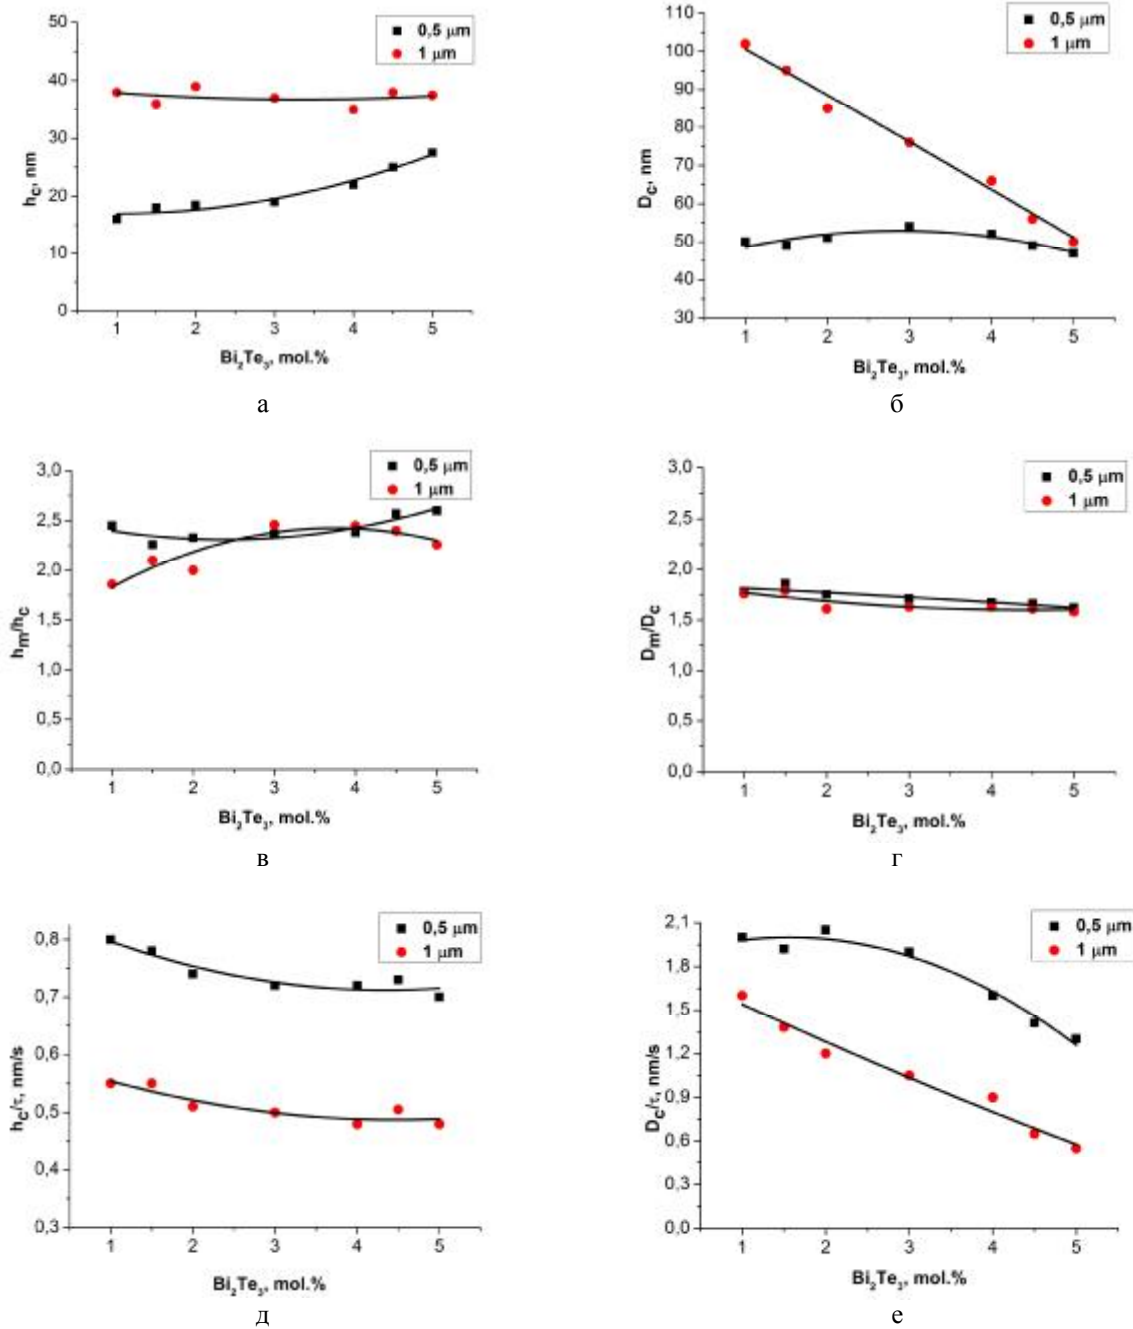 50
40
30
20
10
0
h_c, nm
0,5 μm
1 μm
1 2 3 4 5
Bi₂Te₃, mol.%
а
110
100
90
80
70
60
50
40
30
D_c, nm
0,5 μm
1 μm
1 2 3 4 5
Bi₂Te₃, mol.%
б
3,0
2,5
2,0
1,5
1,0
0,5
0,0
h_m/h_c
0,5 μm
1 μm
1 2 3 4 5
Bi₂Te₃, mol.%
в
3,0
2,5
2,0
1,5
1,0
0,5
0,0
D_m/D_c
0,5 μm
1 μm
1 2 3 4 5
Bi₂Te₃, mol.%
г
0,8
0,7
0,6
0,5
0,4
0,3
h_c/τ, nm/s
0,5 μm
1 μm
1 2 3 4 5
Bi₂Te₃, mol.%
д
2,1
1,8
1,5
1,2
0,9
0,6
0,3
0,0
D_c/τ, nm/s
0,5 μm
1 μm
1 2 3 4 5
Bi₂Te₃, mol.%
е